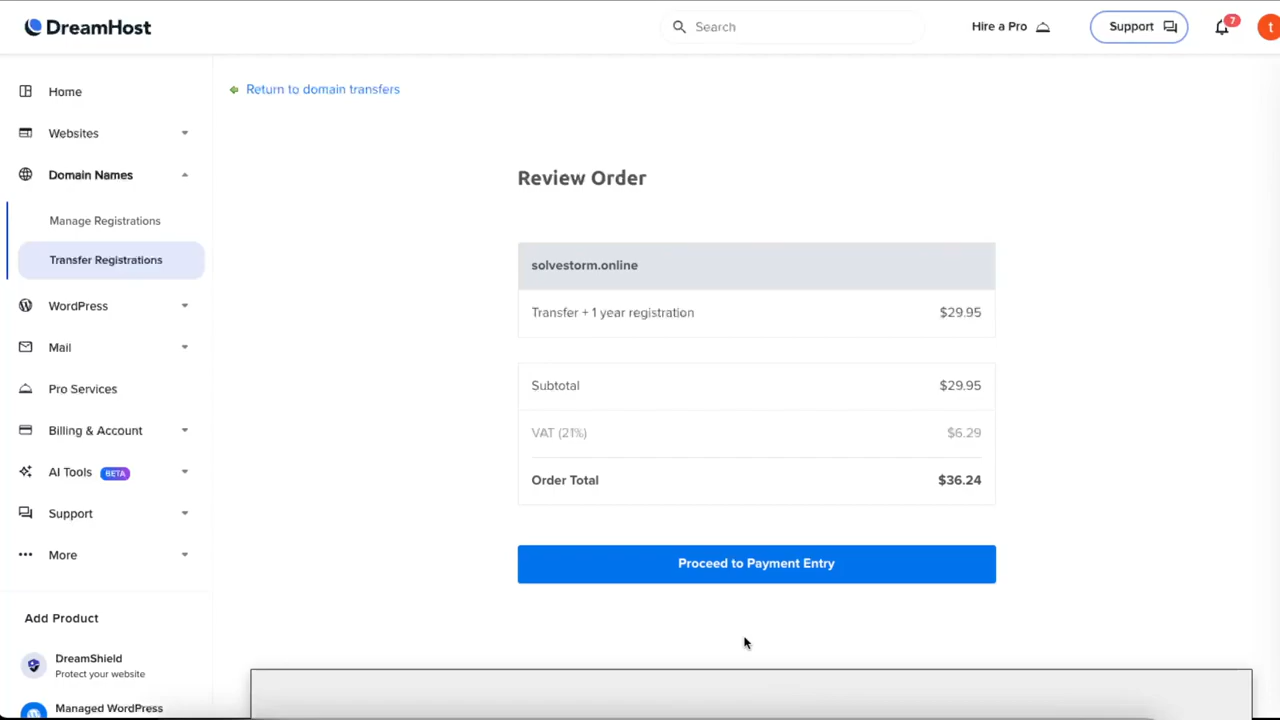 DreamHost
Search
Hire a Pro
Support
7
t
Home
Websites
Domain Names
Manage Registrations
Transfer Registrations
WordPress
Mail
Pro Services
Billing & Account
AI Tools BETA
Support
More
Add Product
DreamShield
Protect your website
Managed WordPress
Return to domain transfers
Review Order
solvestorm.online
Transfer + 1 year registration $29.95
Subtotal $29.95
VAT (21%) $6.29
Order Total $36.24
Proceed to Payment Entry